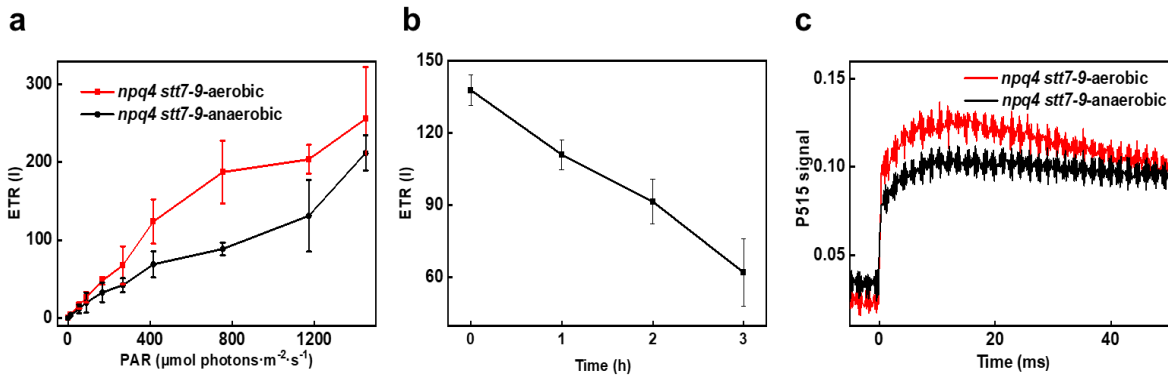 a
300
200
100
0
ETR (I)
npq4 stt7-9-aerobic
npq4 stt7-9-anaerobic
0
400
800
1200
PAR (μmol photons·m⁻²·s⁻¹)
b
150
120
90
60
ETR (I)
0
1
2
3
Time (h)
c
0.15
0.10
0.05
P515 signal
npq4 stt7-9-aerobic
npq4 stt7-9-anaerobic
0
20
40
Time (ms)